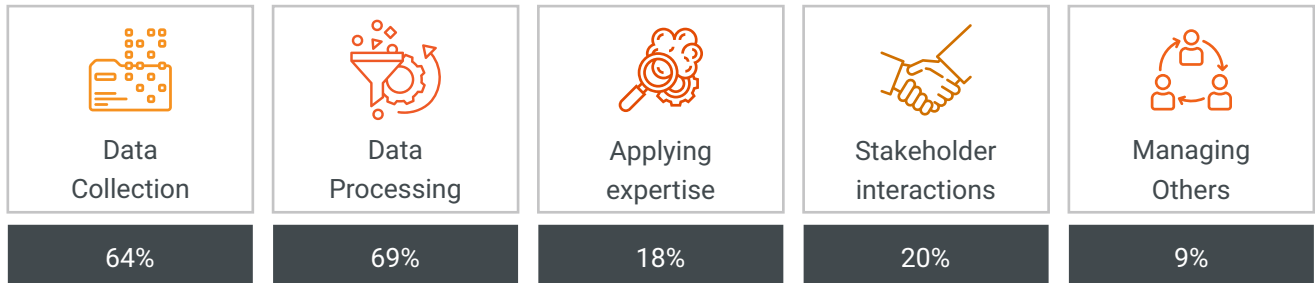 Data
Collection
Data
Processing
Applying
expertise
Stakeholder
interactions
Managing
Others
64%
69%
18%
20%
9%